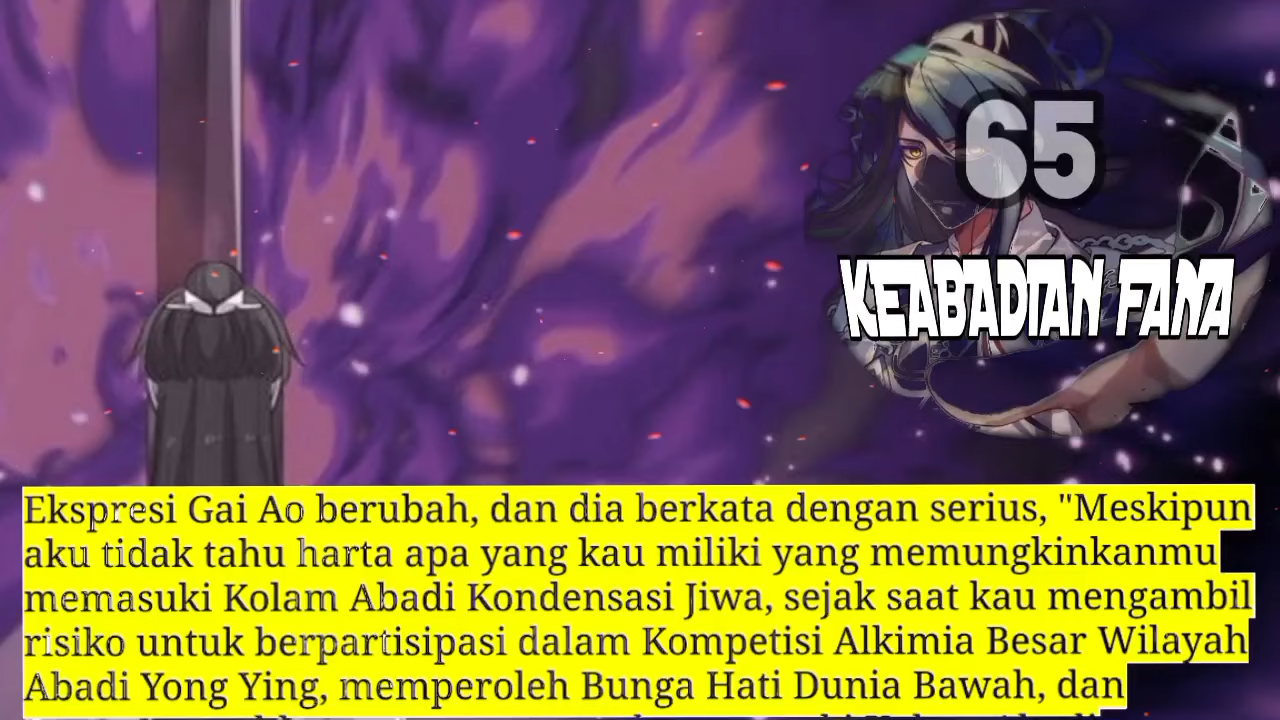 65
KEABADIAN FANA
Ekspresi Gai Ao berubah, dan dia berkata dengan serius, "Meskipun
aku tidak tahu harta apa yang kau miliki yang memungkinkanmu
memasuki Kolam Abadi Kondensasi Jiwa, sejak saat kau mengambil
risiko untuk berpartisipasi dalam Kompetisi Alkimia Besar Wilayah
Abadi Yong Ying, memperoleh Bunga Hati Dunia Bawah, dan